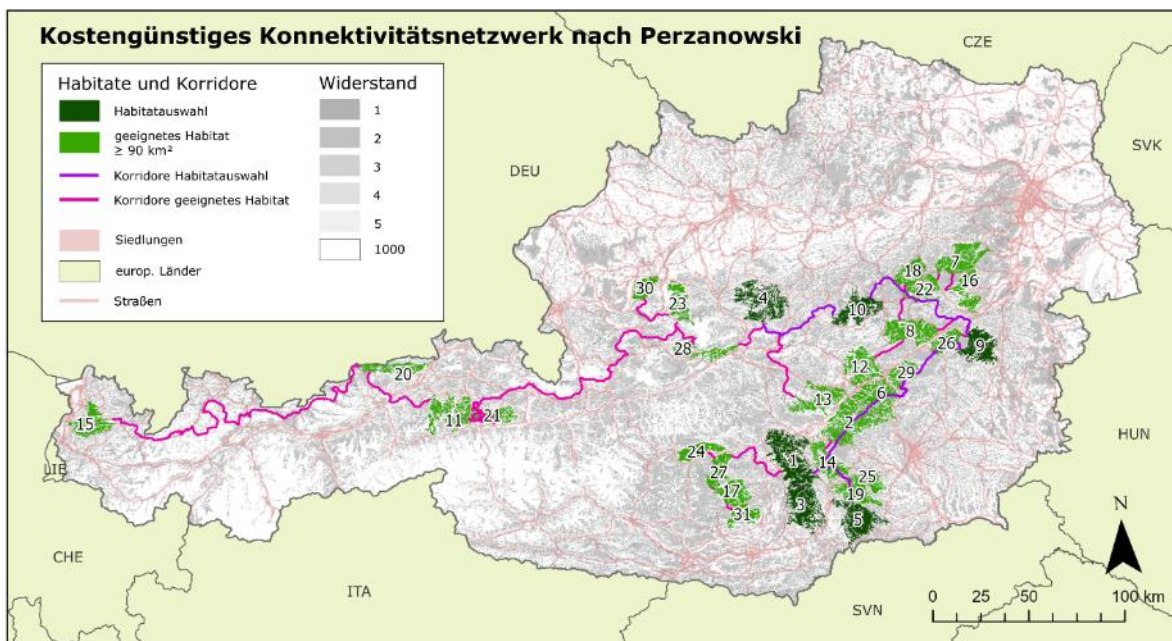 Kostengünstiges Konnektivitätsnetzwerk nach Perzanowski
Habitate und Korridore
Habitatauswahl
geeignetes Habitat
≥ 90 km²
Korridore Habitatauswahl
Korridore geeignetes Habitat
Siedlungen
europ. Länder
Straßen
Widerstand
1
2
3
4
5
1000
CZE
DEU
SVK
HUN
SVN
ITA
CHE
LIE
7
18
22
16
30
23
4
10
8
26
9
28
20
12
29
6
13
11
21
15
2
24
1
14
27
25
17
3
19
31
5
N
0 25 50 100 km